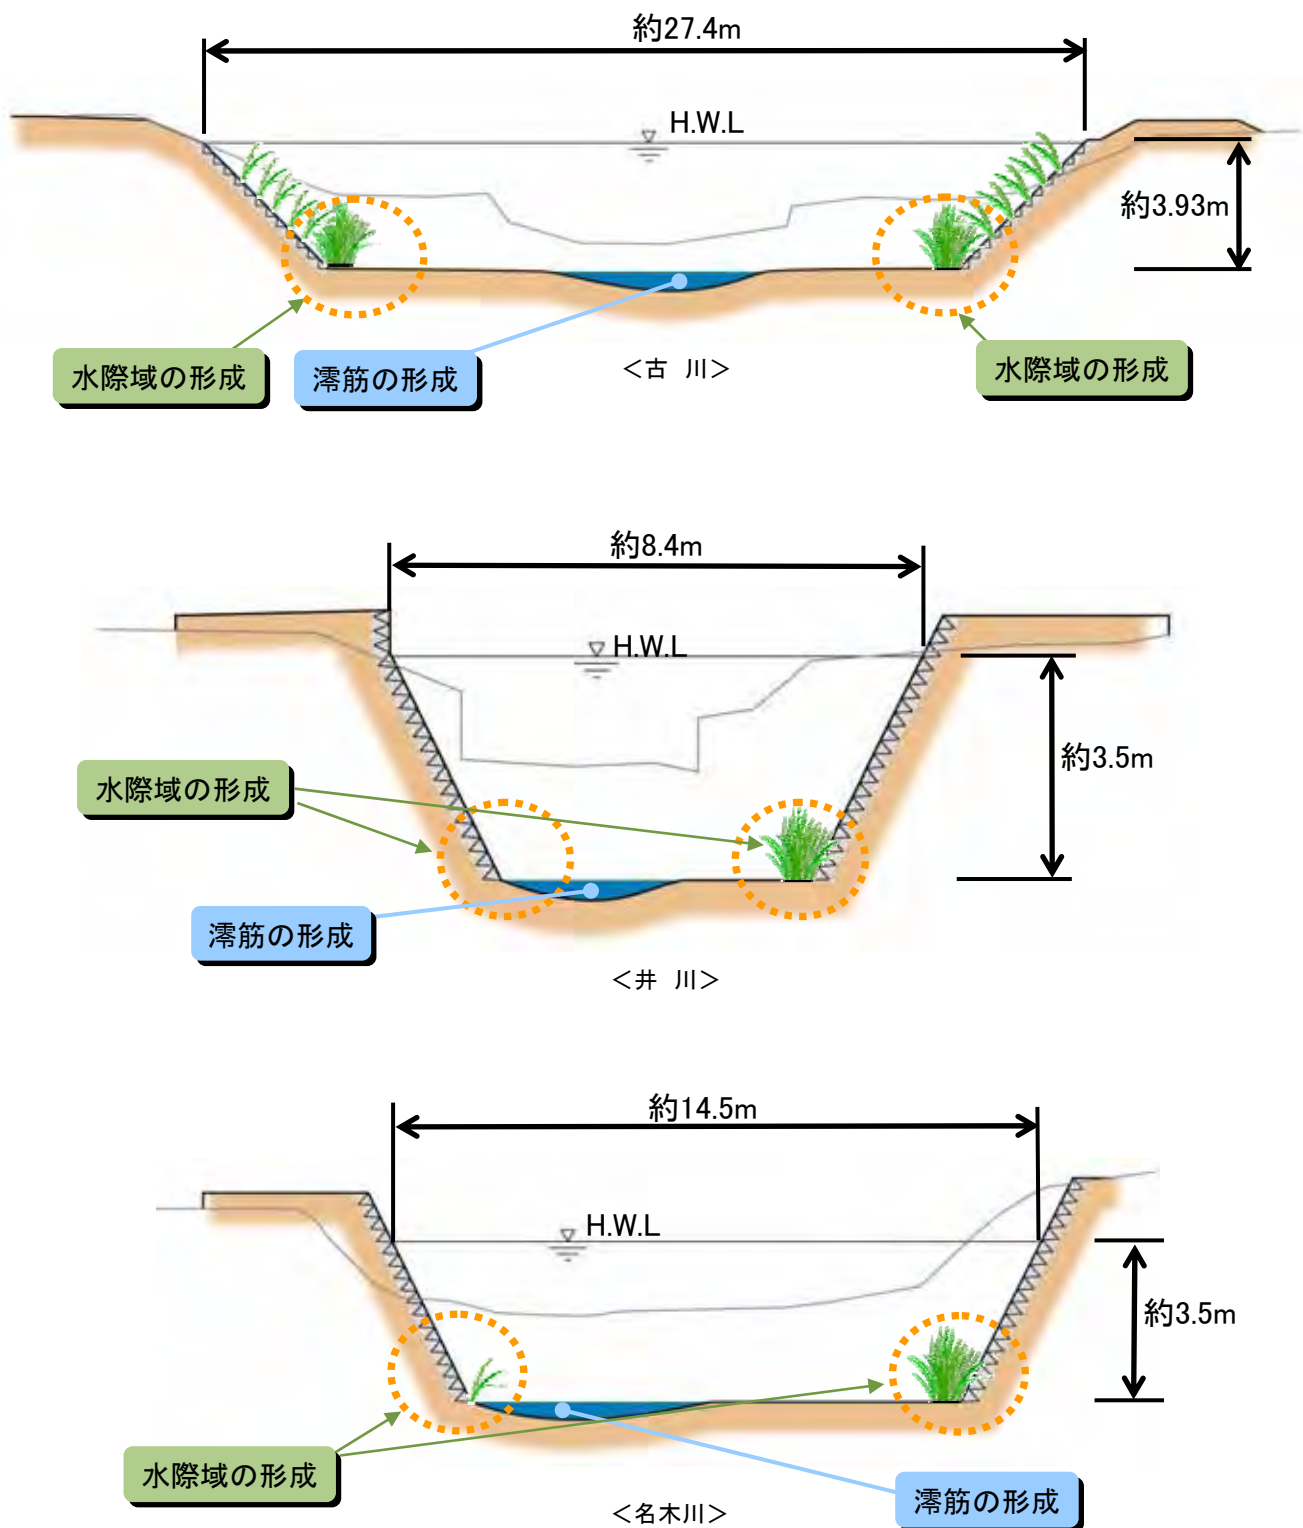 約27.4m
H.W.L
約3.93m
水際域の形成
澪筋の形成
水際域の形成
＜古　川＞
約8.4m
H.W.L
約3.5m
水際域の形成
澪筋の形成
＜井　川＞
約14.5m
H.W.L
約3.5m
水際域の形成
澪筋の形成
＜名木川＞